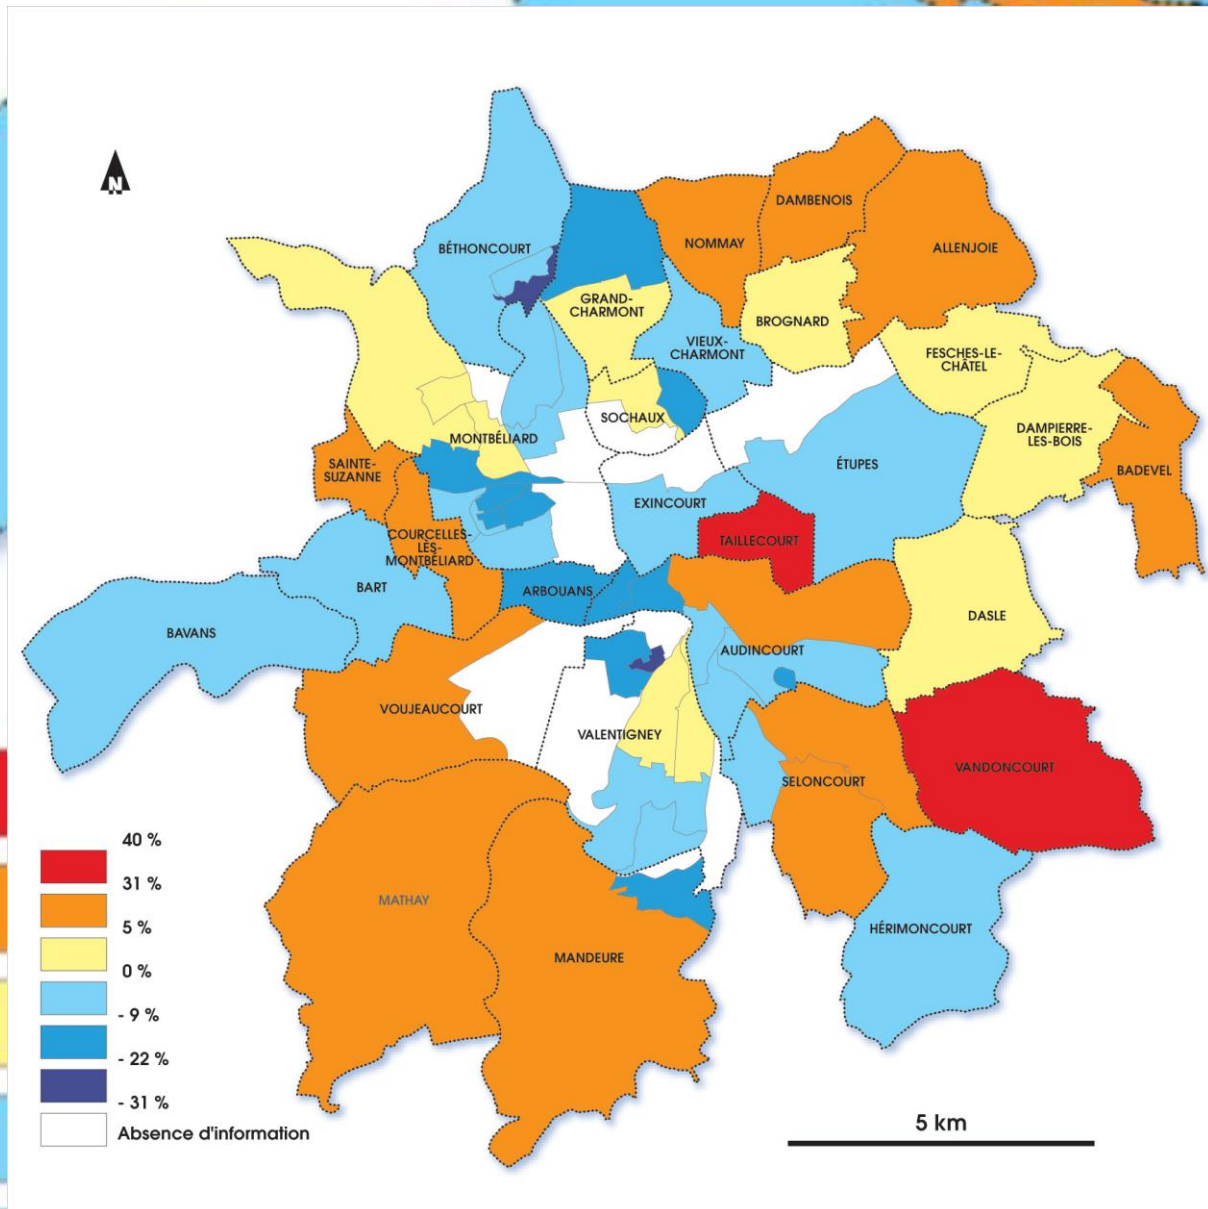 N
BÉTHONCOURT
NOMMAY
DAMBENOIS
ALLENJOIE
GRAND-
CHARMONT
BROGNARD
VIEUX-
CHARMONT
FESCHES-LE-
CHÂTEL
SOCHAUX
MONTBÉLIARD
DAMPIERRE-
LES-BOIS
SAINTE-
SUZANNE
ÉTUPES
BADEVEL
EXINCOURT
COURCELLES-
LÈS-
MONTBÉLIARD
TAILLECOURT
BART
ARBOUANS
BAVANS
DASLE
AUDINCOURT
VOUJEAUCOURT
VALENTIGNEY
VANDONCOURT
SELONCOURT
MATHAY
HÉRIMONCOURT
MANDEURE
40 %
31 %
5 %
0 %
- 9 %
- 22 %
- 31 %
Absence d'information
5 km